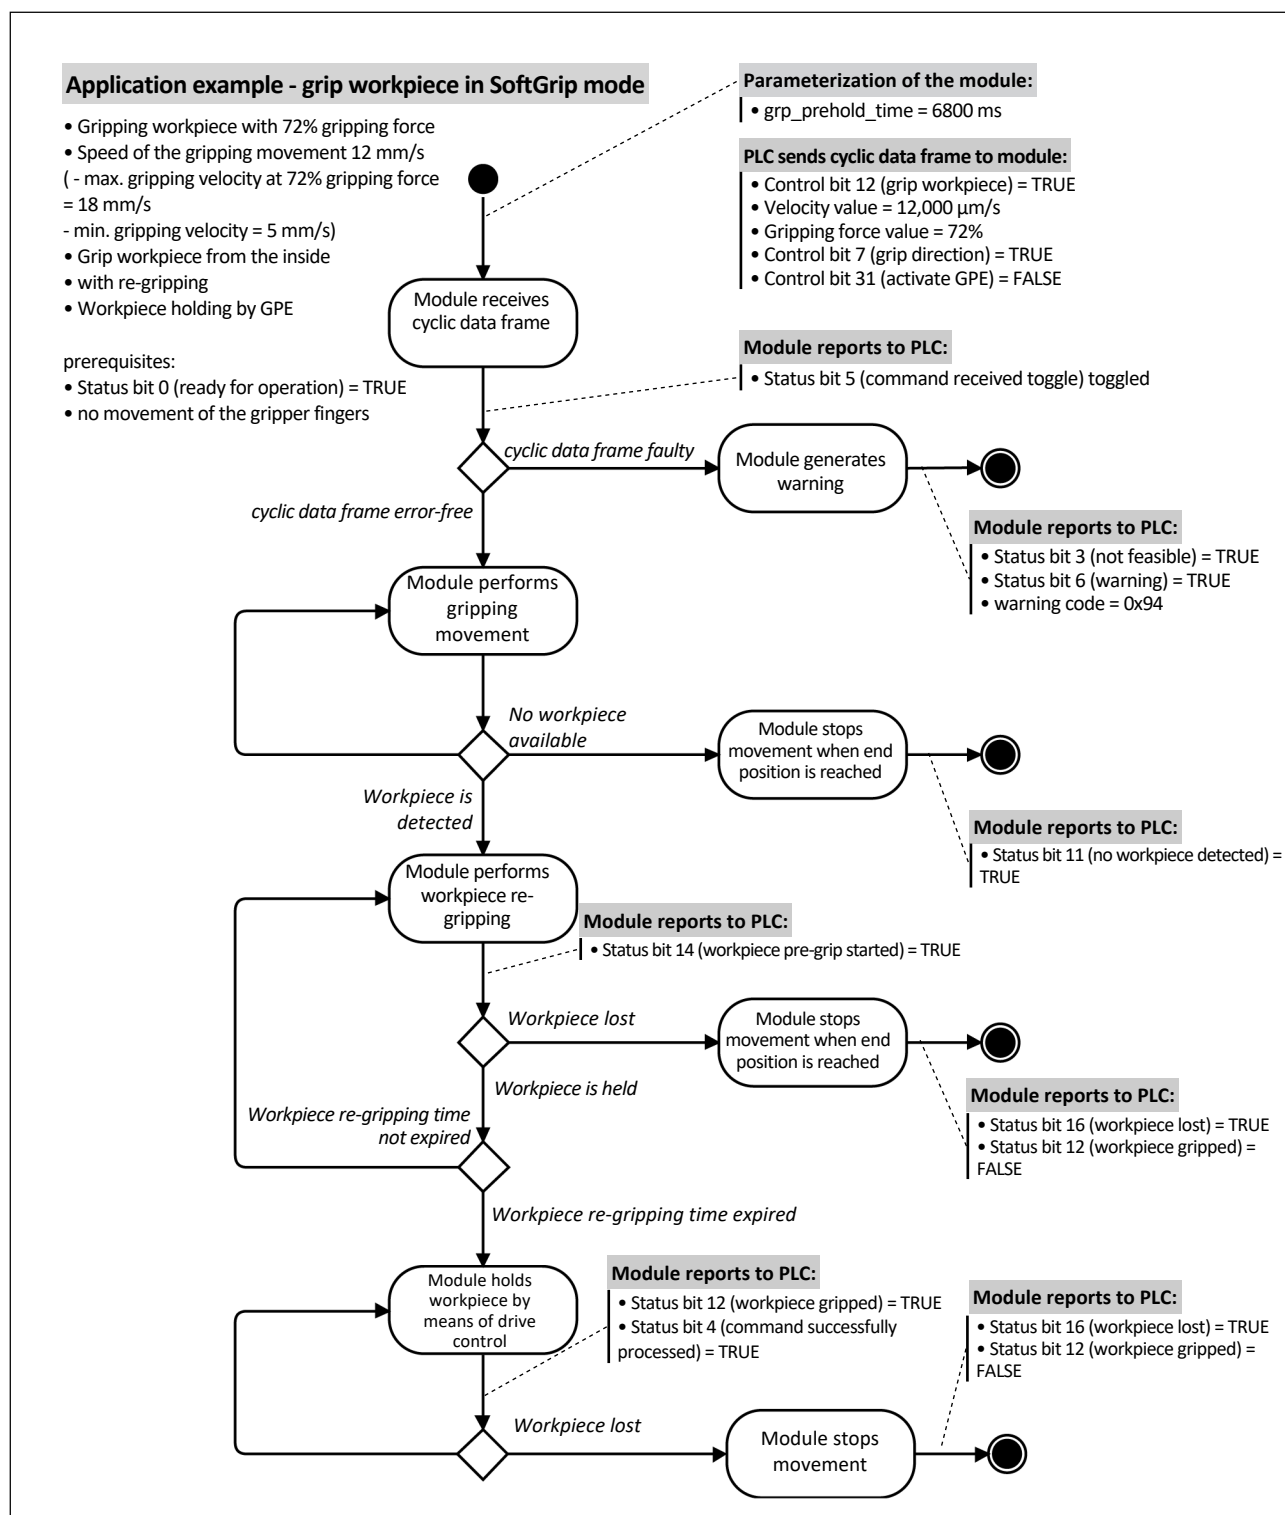 Application example - grip workpiece in SoftGrip mode
• Gripping workpiece with 72% gripping force
• Speed of the gripping movement 12 mm/s
( - max. gripping velocity at 72% gripping force
= 18 mm/s
- min. gripping velocity = 5 mm/s)
• Grip workpiece from the inside
• with re-gripping
• Workpiece holding by GPE
prerequisites:
• Status bit 0 (ready for operation) = TRUE
• no movement of the gripper fingers
Parameterization of the module:
• grp_prehold_time = 6800 ms
PLC sends cyclic data frame to module:
• Control bit 12 (grip workpiece) = TRUE
• Velocity value = 12,000 µm/s
• Gripping force value = 72%
• Control bit 7 (grip direction) = TRUE
• Control bit 31 (activate GPE) = FALSE
Module receives
cyclic data frame
Module reports to PLC:
• Status bit 5 (command received toggle) toggled
cyclic data frame faulty
Module generates
warning
cyclic data frame error-free
Module reports to PLC:
• Status bit 3 (not feasible) = TRUE
• Status bit 6 (warning) = TRUE
• warning code = 0x94
Module performs
gripping
movement
No workpiece
available
Module stops
movement when end
position is reached
Workpiece is
detected
Module reports to PLC:
• Status bit 11 (no workpiece detected) =
TRUE
Module performs
workpiece re-
gripping
Module reports to PLC:
• Status bit 14 (workpiece pre-grip started) = TRUE
Workpiece lost
Module stops
movement when end
position is reached
Workpiece is held
Workpiece re-gripping time
not expired
Module reports to PLC:
• Status bit 16 (workpiece lost) = TRUE
• Status bit 12 (workpiece gripped) =
FALSE
Workpiece re-gripping time expired
Module holds
workpiece by
means of drive
control
Module reports to PLC:
• Status bit 12 (workpiece gripped) = TRUE
• Status bit 4 (command successfully
processed) = TRUE
Module reports to PLC:
• Status bit 16 (workpiece lost) = TRUE
• Status bit 12 (workpiece gripped) =
FALSE
Workpiece lost
Module stops
movement